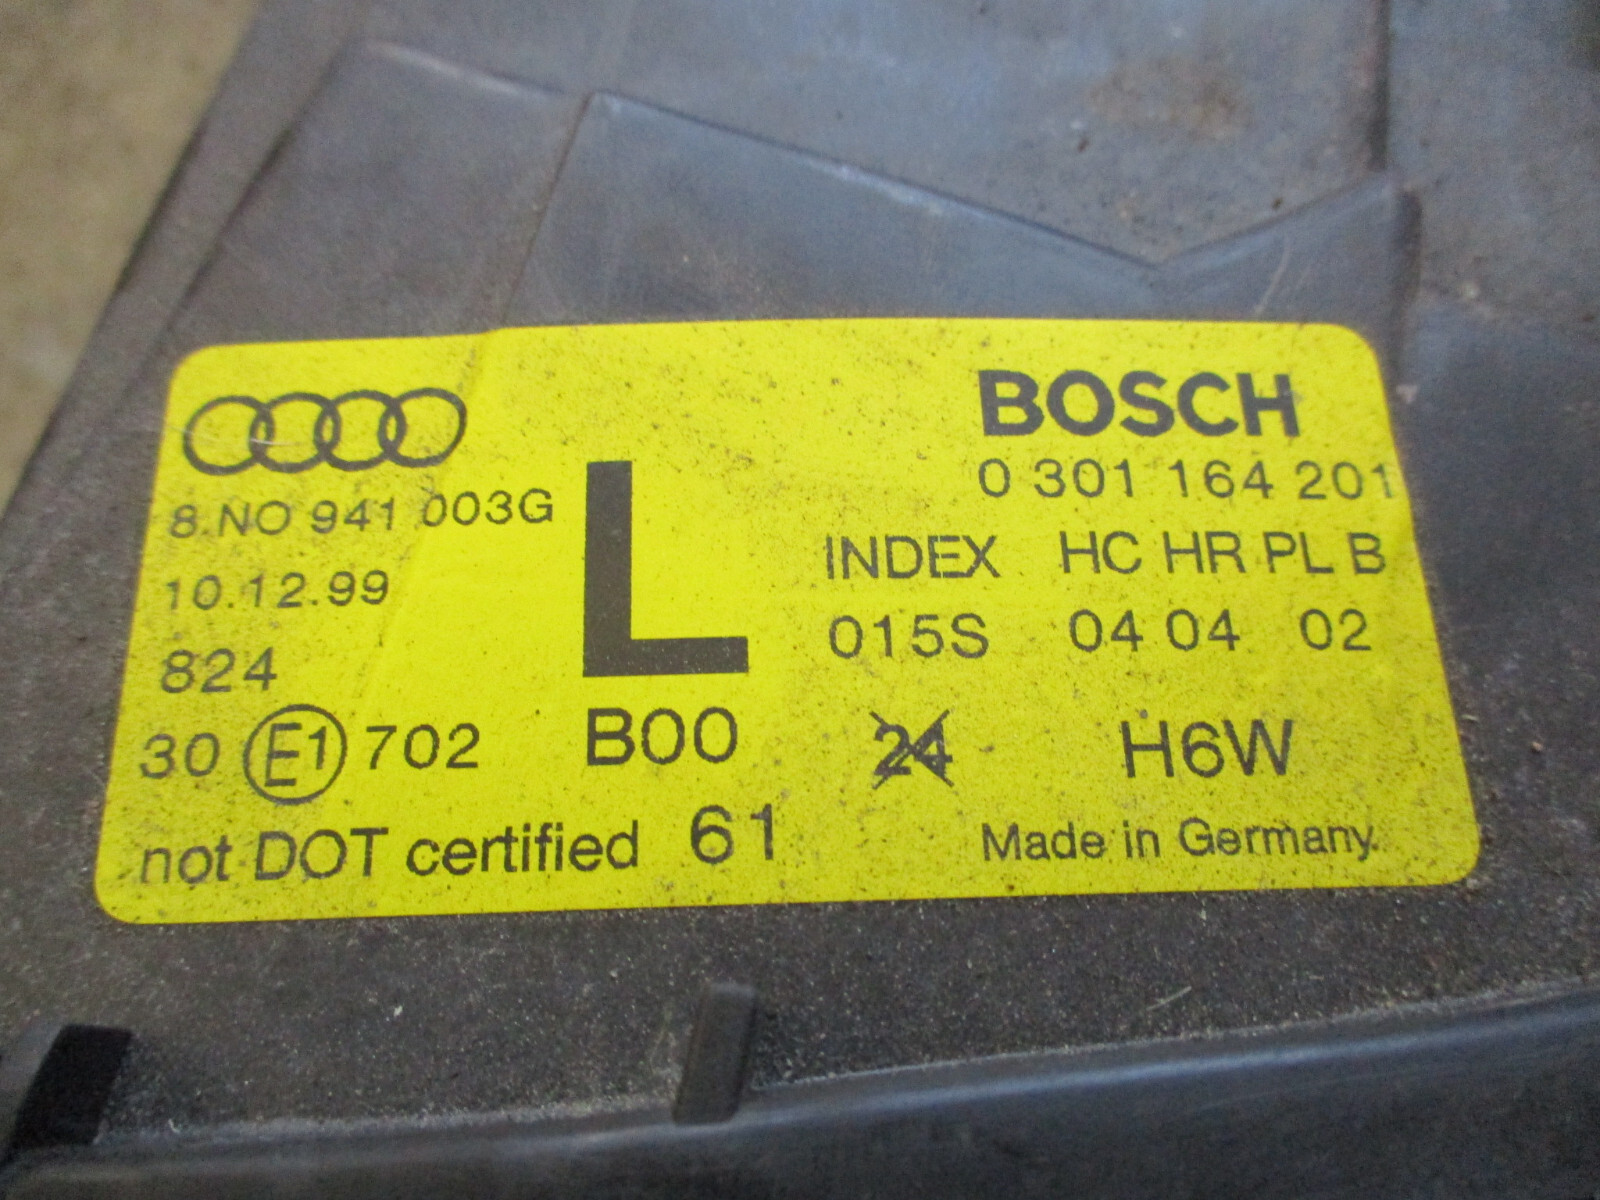 BOSCH
0 301 164 201
8.NO 941 003G
L
INDEX HC HR PL B
10.12.99
015S 04 04 02
824
30 E1 702
B00
24
H6W
not DOT certified 61
Made in Germany